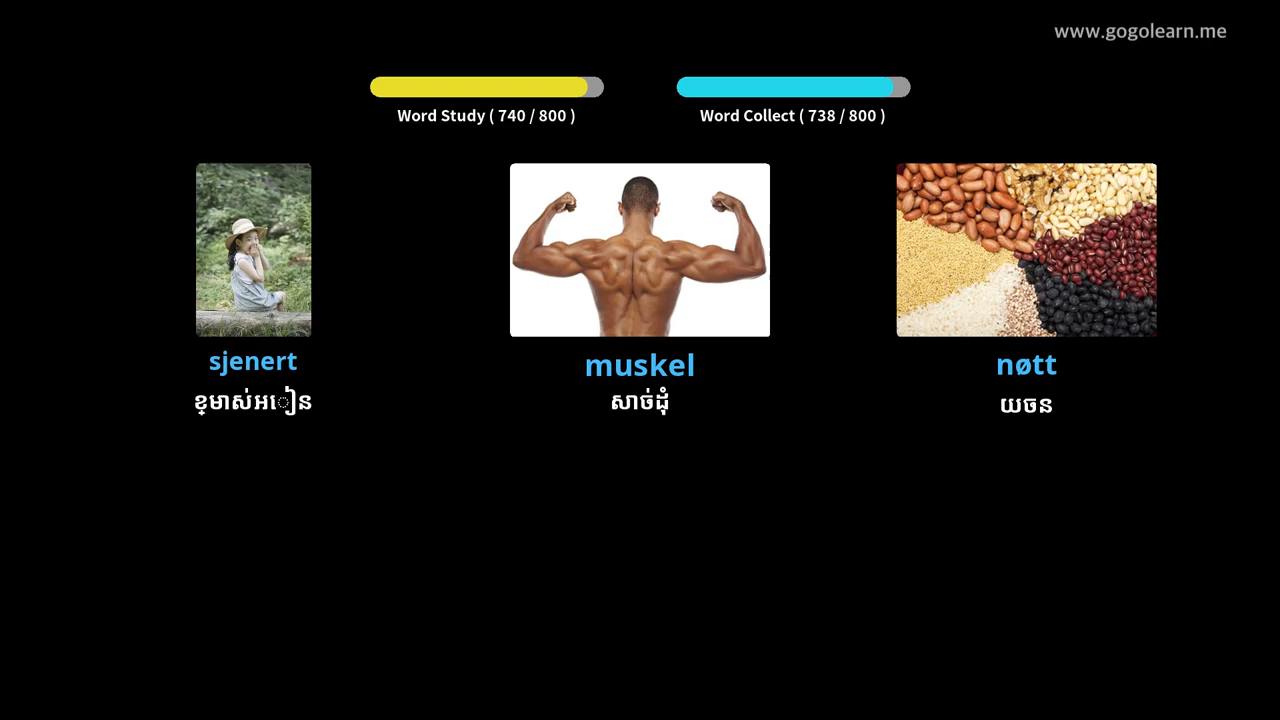 www.gogolearn.me
Word Study ( 740 / 800 )
Word Collect ( 738 / 800 )
sjenert
muskel
nøtt
ខ្មាស់អៀន
សាច់ដុំ
យចន